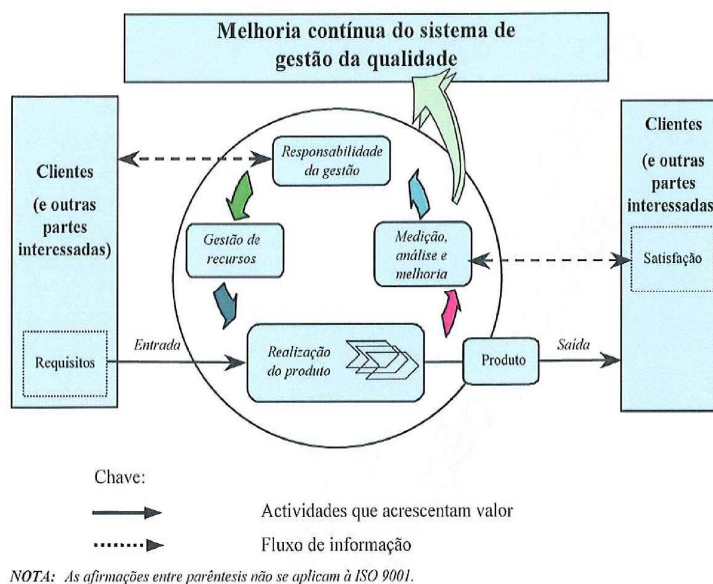 Melhoria contínua do sistema de
gestão da qualidade
Clientes
(e outras
partes
interessadas)
Requisitos
Responsabilidade
da gestão
Gestão de
recursos
Medição,
análise e
melhoria
Entrada
Realização
do produto
Produto
Saída
Clientes
(e outras
partes
interessadas
Satisfação
Chave:
Actividades que acrescentam valor
Fluxo de informação
NOTA: As afirmações entre parêntesis não se aplicam à ISO 9001.